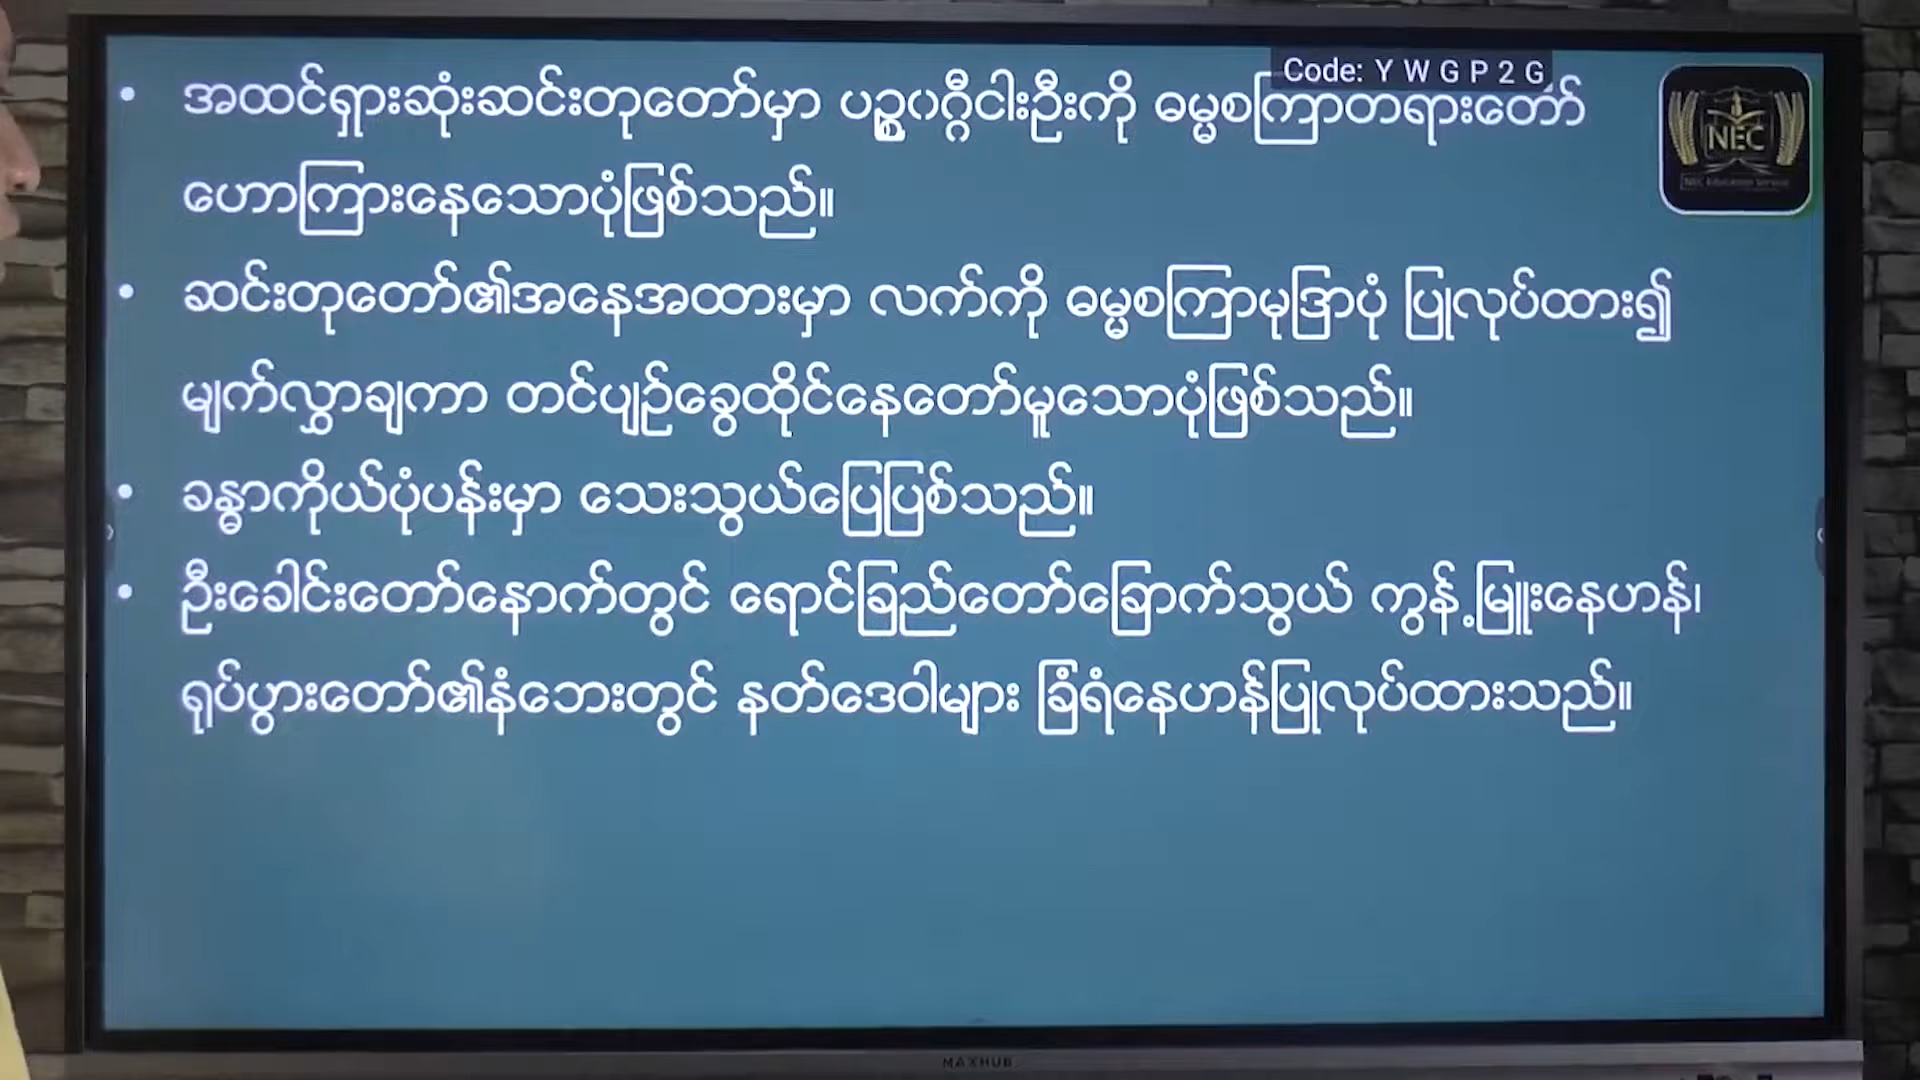 Code: Y W G P 2 G
• အထင်ရှားဆုံးဆင်းတုတော်မှာ ပဉ္စဝဂ္ဂီငါးဦးကို ဓမ္မစကြာတရားတော်
ဟောကြားနေသောပုံဖြစ်သည်။
• ဆင်းတုတော်၏အနေအထားမှာ လက်ကို ဓမ္မစကြာမုဒြာပုံ ပြုလုပ်ထား၍
မျက်လွှာချကာ တင်ပျဉ်ခွေထိုင်နေတော်မူသောပုံဖြစ်သည်။
• ခန္ဓာကိုယ်ပုံပန်းမှာ သေးသွယ်ပြေပြစ်သည်။
• ဦးခေါင်းတော်နောက်တွင် ရောင်ခြည်တော်ခြောက်သွယ် ကွန့်မြူးနေဟန်၊
ရုပ်ပွားတော်၏နံဘေးတွင် နတ်ဒေဝါများ ခြံရံနေဟန်ပြုလုပ်ထားသည်။
NEC
NEC Education Service
MAXHUB